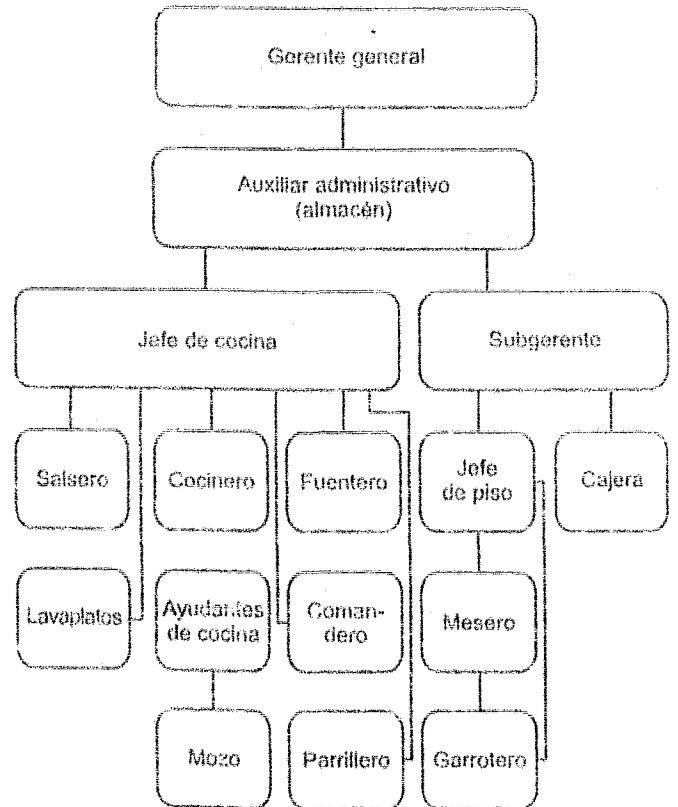 Gerente general
Auxiliar administrativo
(almacén)
Jefe de cocina
Subgerente
Salsero
Cocinero
Fuentero
Jefe
de piso
Cajera
Lavaplatos
Ayudantes
de cocina
Coman-
dero
Mesero
Mozo
Parrillero
Garrotero